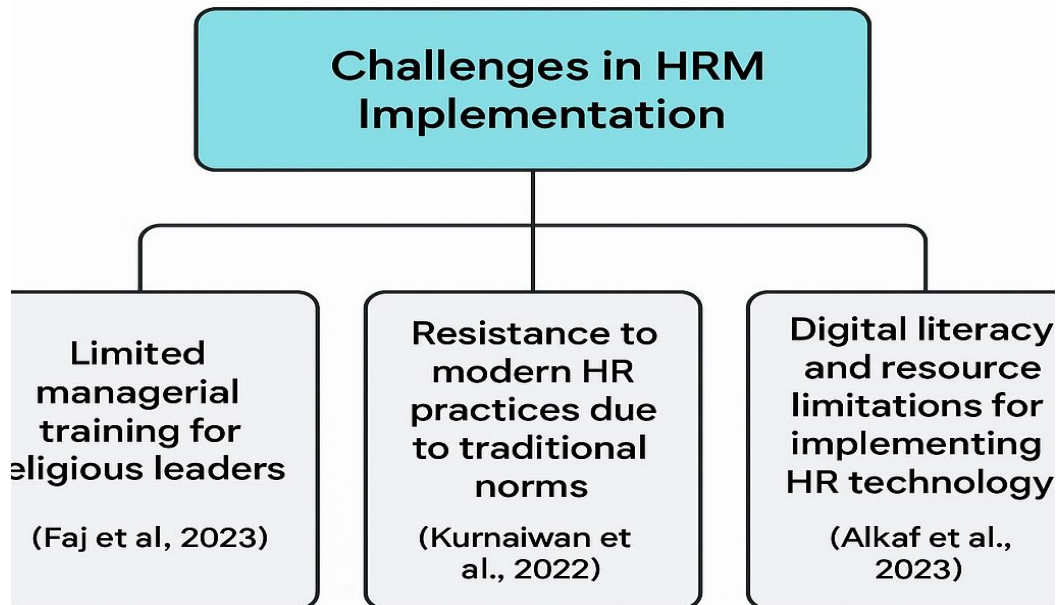 Challenges in HRM
Implementation
Limited
managerial
training for
eligious leaders
(Faj et al, 2023)
Resistance to
modern HR
practices due
to traditional
norms
(Kurnaiwan et
al., 2022)
Digital literacy
and resource
limitations for
implementing
HR technology
(Alkaf et al.,
2023)